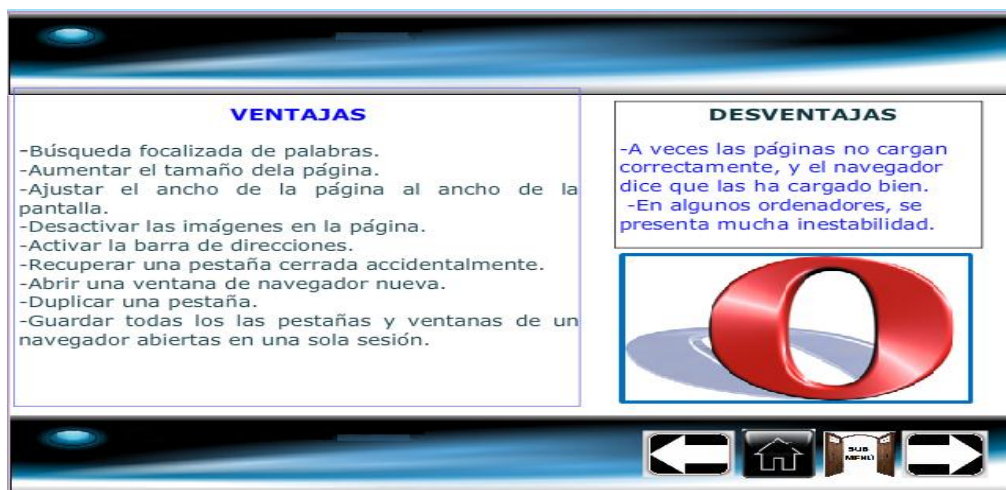 VENTAJAS
-Búsqueda focalizada de palabras.
-Aumentar el tamaño dela página.
-Ajustar el ancho de la página al ancho de la
pantalla.
-Desactivar las imágenes en la página.
-Activar la barra de direcciones.
-Recuperar una pestaña cerrada accidentalmente.
-Abrir una ventana de navegador nueva.
-Duplicar una pestaña.
-Guardar todas los las pestañas y ventanas de un
navegador abiertas en una sola sesión.
DESVENTAJAS
-A veces las páginas no cargan
correctamente, y el navegador
dice que las ha cargado bien.
-En algunos ordenadores, se
presenta mucha inestabilidad.
SUB
MENÚ